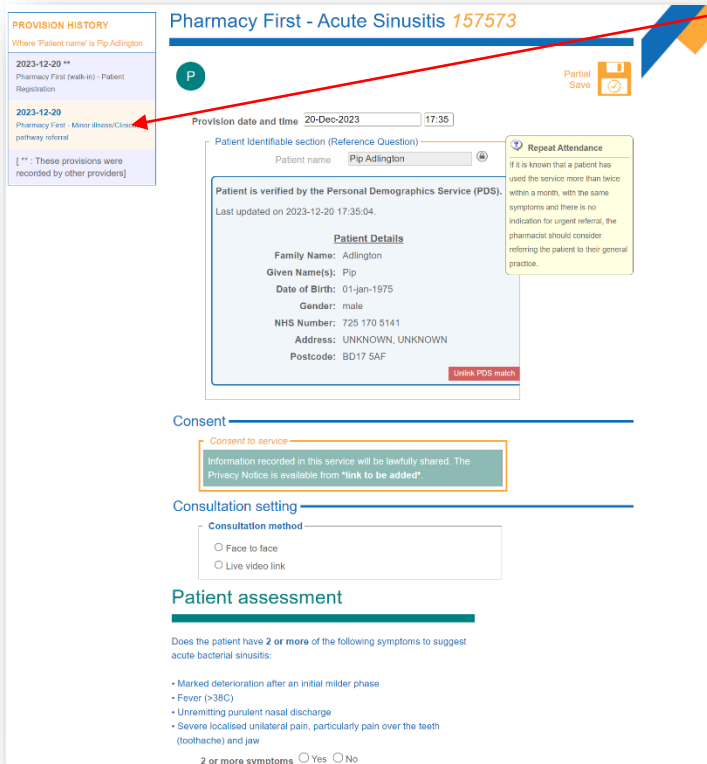 PROVISION HISTORY
Where 'Patient name' is Pip Adlington
2023-12-20 **
Pharmacy First (walk-in) - Patient
Registration
2023-12-20
Pharmacy First - Minor illness/Clinical
pathway referral
[ ** : These provisions were
recorded by other providers]
Pharmacy First - Acute Sinusitis 157573
P
Partial
Save
Provision date and time 20-Dec-2023 17:35
Patient Identifiable section (Reference Question)
Patient name Pip Adlington
Patient is verified by the Personal Demographics Service (PDS).
Last updated on 2023-12-20 17:35:04.
Patient Details
Family Name: Adlington
Given Name(s): Pip
Date of Birth: 01-jan-1975
Gender: male
NHS Number: 725 170 5141
Address: UNKNOWN, UNKNOWN
Postcode: BD17 5AF
Unlink PDS match
Repeat Attendance
If it is known that a patient has
used the service more than twice
within a month, with the same
symptoms and there is no
indication for urgent referral, the
pharmacist should consider
referring the patient to their general
practice.
Consent
Consent to service
Information recorded in this service will be lawfully shared. The
Privacy Notice is available from *link to be added*.
Consultation setting
Consultation method
Face to face
Live video link
Patient assessment
Does the patient have 2 or more of the following symptoms to suggest
acute bacterial sinusitis:
• Marked deterioration after an initial milder phase
• Fever (>38C)
• Unremitting purulent nasal discharge
• Severe localised unilateral pain, particularly pain over the teeth
(toothache) and jaw
2 or more symptoms Yes No